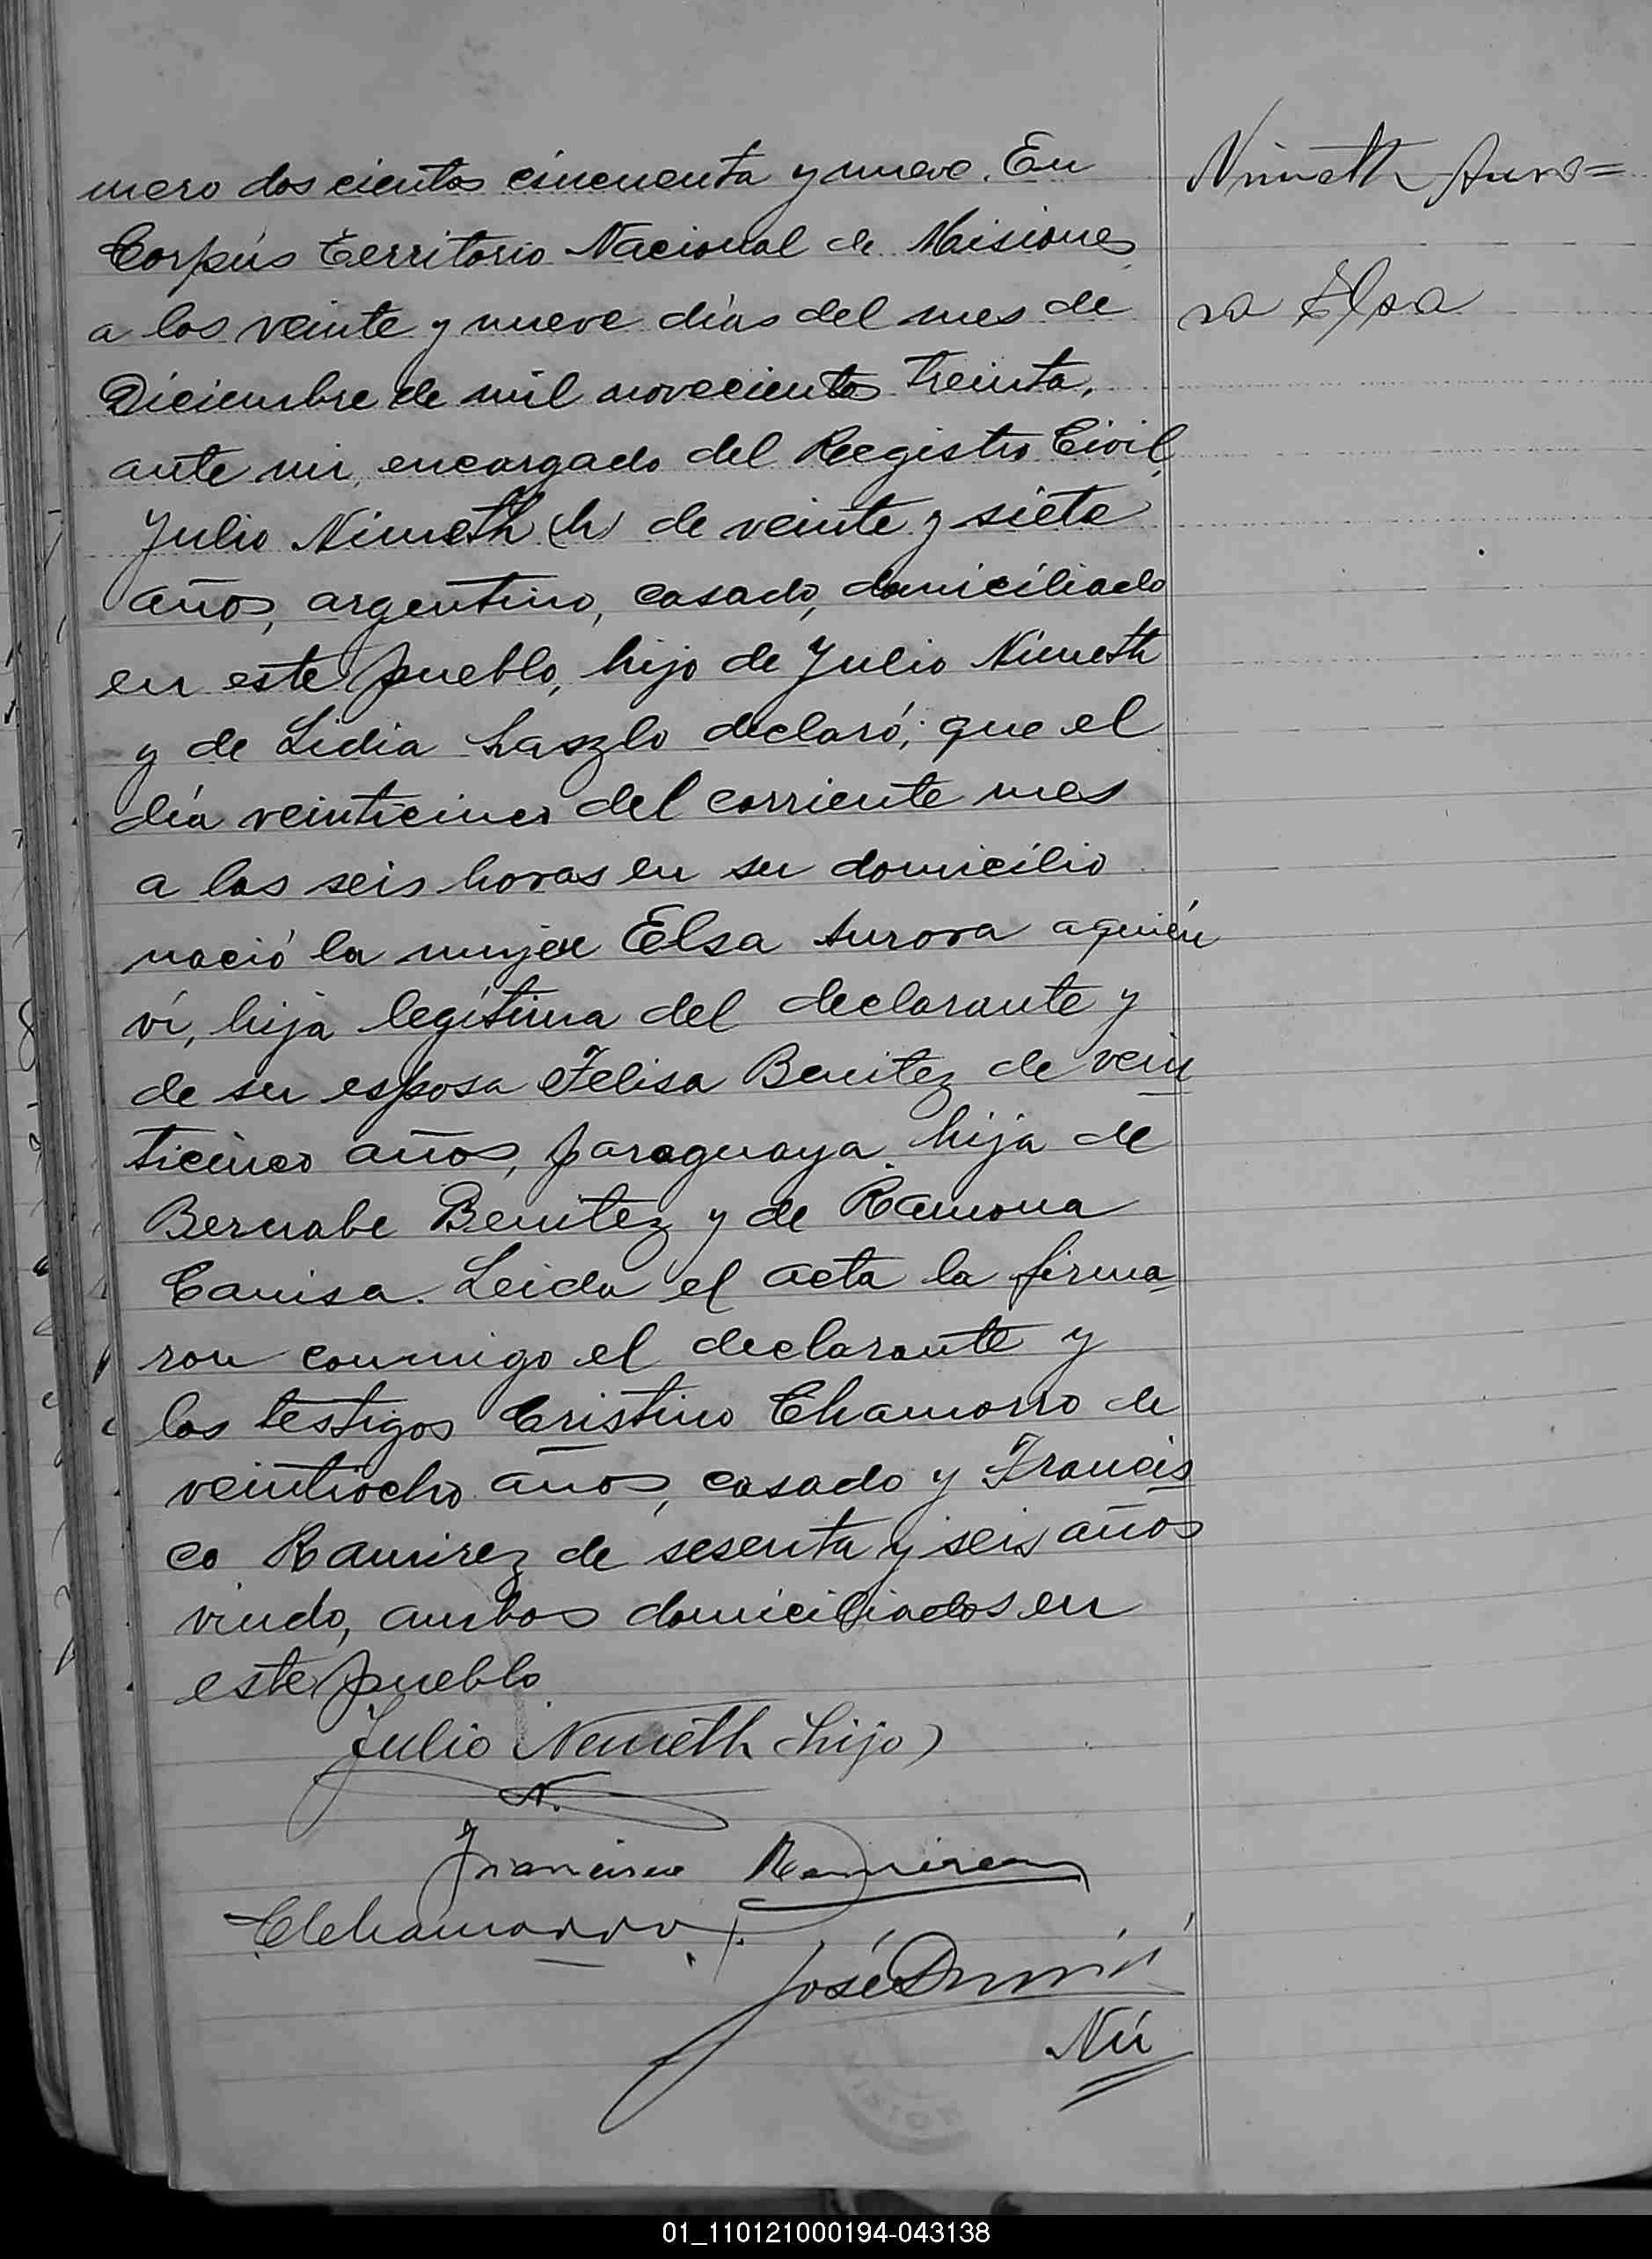 mero dos cientos cincuenta y nueve. En
Corpús Territorio Nacional de Misiones
a los veinte y nueve días del mes de
Diciembre de mil novecientos treinta,
ante mi, encargado del Registro Civil,
Julio Nimeth (h) de veinte y siete
años, argentino, casado, domiciliado
en este pueblo, hijo de Julio Nimeth
y de Lidia Laszlo declaró; que el
día veinticinco del corriente mes
a las seis horas en su domicilio
nació la mujer Elsa Aurora aquién
ví, hija legítima del declarante y
de su esposa Felisa Benitez de vein
ticinco años, paraguaya. hija de
Bernabe Benitez y de Ramona
Canisa. Leida el acta la firma
ron conmigo el declarante y
los testigos Cristino Chamorro de
veintiocho años, casado y Francis
co Ramirez de sesenta y seis años
viudo, ambos domiciliados en
este pueblo
Julio Nemeth (hijo)
N.
Francisco Ramirez
CChamorro
José
Nú
Nimeth Auro=
ra Elsa
01_110121000194-043138